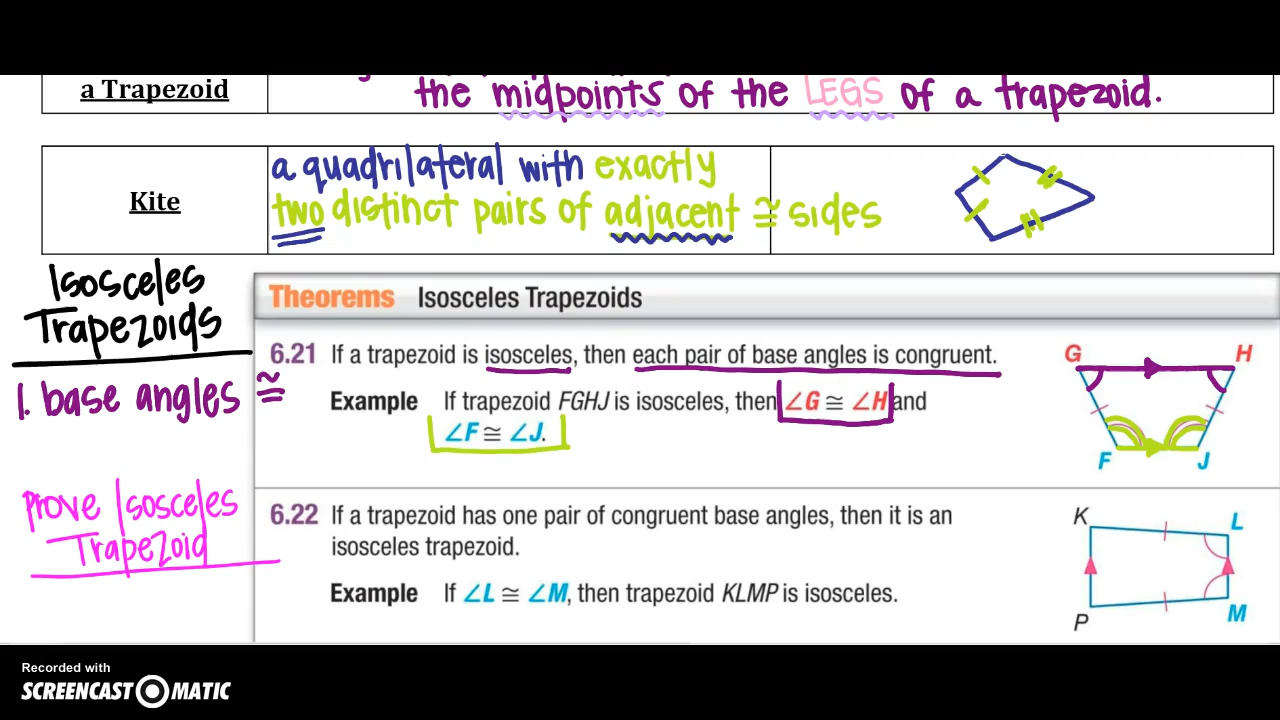 a Trapezoid
the midpoints of the LEGS of a trapezoid.
Kite
a quadrilateral with exactly
two distinct pairs of adjacent ≅ sides
Isosceles
Trapezoids
1. base angles ≅
Prove Isosceles
Trapezoid
Theorems Isosceles Trapezoids
6.21 If a trapezoid is isosceles, then each pair of base angles is congruent.
Example If trapezoid FGHJ is isosceles, then ∠G ≅ ∠H and
∠F ≅ ∠J.
G H
F J
6.22 If a trapezoid has one pair of congruent base angles, then it is an
isosceles trapezoid.
Example If ∠L ≅ ∠M, then trapezoid KLMP is isosceles.
K L
P M
Recorded with
SCREENCAST MATIC